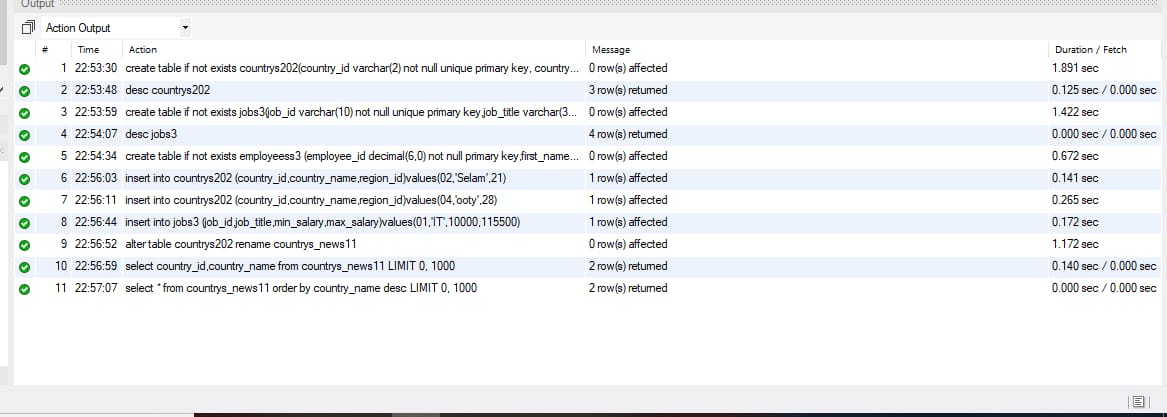 Output
Action Output
# Time Action Message Duration / Fetch
1 22:53:30 create table if not exists countrys202(country_id varchar(2) not null unique primary key, country... 0 row(s) affected 1.891 sec
2 22:53:48 desc countrys202 3 row(s) returned 0.125 sec / 0.000 sec
3 22:53:59 create table if not exists jobs3(job_id varchar(10) not null unique primary key,job_title varchar(3... 0 row(s) affected 1.422 sec
4 22:54:07 desc jobs3 4 row(s) returned 0.000 sec / 0.000 sec
5 22:54:34 create table if not exists employeess3 (employee_id decimal(6,0) not null primary key,first_name... 0 row(s) affected 0.672 sec
6 22:56:03 insert into countrys202 (country_id,country_name,region_id)values(02,'Selam',21) 1 row(s) affected 0.141 sec
7 22:56:11 insert into countrys202 (country_id,country_name,region_id)values(04,'ooty',28) 1 row(s) affected 0.265 sec
8 22:56:44 insert into jobs3 (job_id,job_title,min_salary,max_salary)values(01,'IT',10000,115500) 1 row(s) affected 0.172 sec
9 22:56:52 alter table countrys202 rename countrys_news11 0 row(s) affected 1.172 sec
10 22:56:59 select country_id,country_name from countrys_news11 LIMIT 0, 1000 2 row(s) returned 0.140 sec / 0.000 sec
11 22:57:07 select * from countrys_news11 order by country_name desc LIMIT 0, 1000 2 row(s) returned 0.000 sec / 0.000 sec